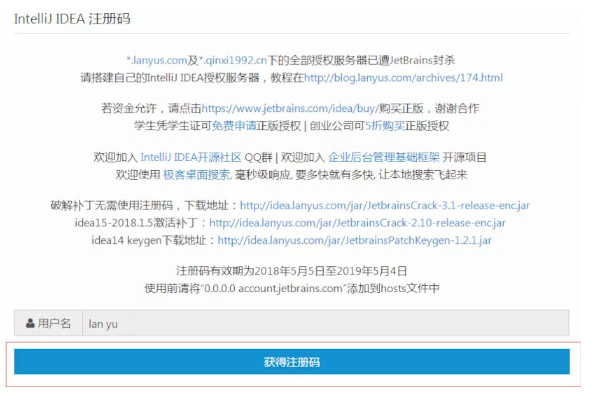 IntelliJ IDEA 注册码
*.lanyus.com及*.qinxi1992.cn下的全部授权服务器已遭JetBrains封杀
请搭建自己的IntelliJ IDEA授权服务器，教程在http://blog.lanyus.com/archives/174.html
若资金允许，请点击https://www.jetbrains.com/idea/buy/购买正版，谢谢合作
学生凭学生证可免费申请正版授权 | 创业公司可5折购买正版授权
欢迎加入 IntelliJ IDEA开源社区 QQ群 | 欢迎加入 企业后台管理基础框架 开源项目
欢迎使用 极客桌面搜索, 毫秒级响应, 要多快就有多快, 让本地搜索飞起来
破解补丁无需使用注册码，下载地址：http://idea.lanyus.com/jar/JetbrainsCrack-3.1-release-enc.jar
idea15-2018.1.5激活补丁：http://idea.lanyus.com/jar/JetbrainsCrack-2.10-release-enc.jar
idea14 keygen下载地址：http://idea.lanyus.com/jar/JetbrainsPatchKeygen-1.2.1.jar
注册码有效期为2018年5月5日至2019年5月4日
使用前请将“0.0.0.0 account.jetbrains.com”添加到hosts文件中
用户名 lan yu
获得注册码